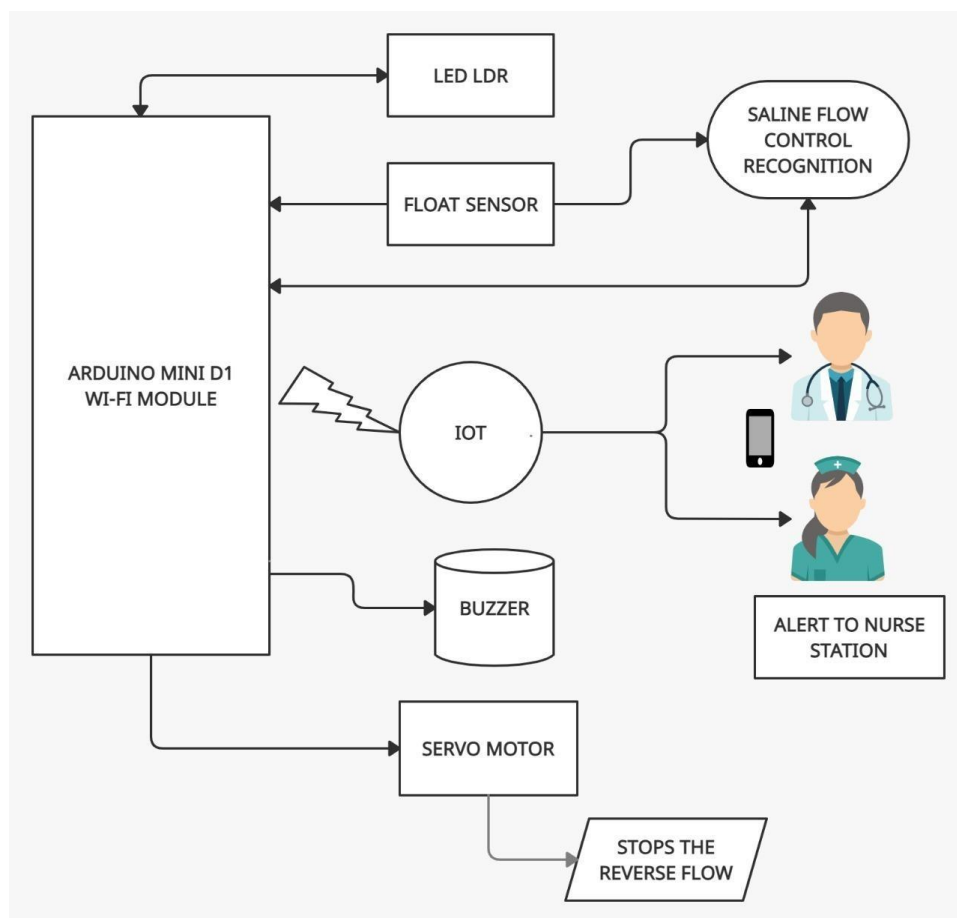 LED LDR
SALINE FLOW
CONTROL
RECOGNITION
FLOAT SENSOR
ARDUINO MINI D1
WI-FI MODULE
IOT
BUZZER
ALERT TO NURSE
STATION
SERVO MOTOR
STOPS THE
REVERSE FLOW